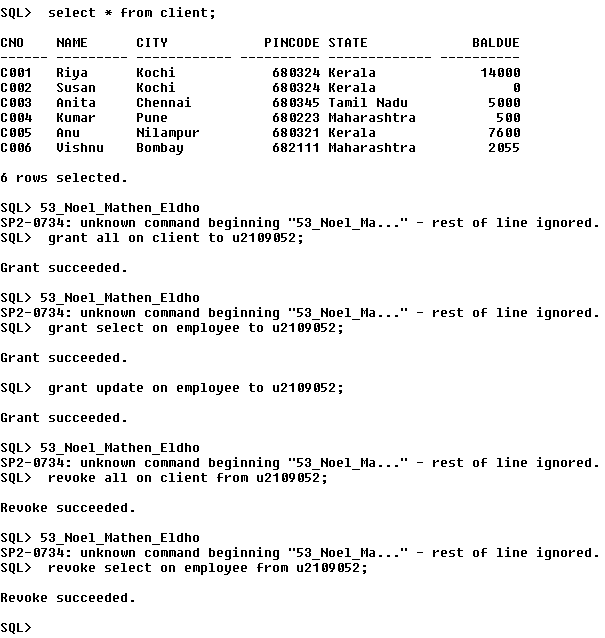 SQL>  select * from client;
CNO    NAME      CITY               PINCODE STATE             BALDUE
------ --------- --------------- ---------- ------------- ----------
C001   Riya      Kochi               680324 Kerala             14000
C002   Susan     Kochi               680324 Kerala                 0
C003   Anita     Chennai             680345 Tamil Nadu          5000
C004   Kumar     Pune                680223 Maharashtra          500
C005   Anu       Nilampur            680321 Kerala              7600
C006   Vishnu    Bombay              682111 Maharashtra         2055
6 rows selected.
SQL> 53_Noel_Mathen_Eldho
SP2-0734: unknown command beginning "53_Noel_Ma..." - rest of line ignored.
SQL>  grant all on client to u2109052;
Grant succeeded.
SQL> 53_Noel_Mathen_Eldho
SP2-0734: unknown command beginning "53_Noel_Ma..." - rest of line ignored.
SQL>  grant select on employee to u2109052;
Grant succeeded.
SQL>  grant update on employee to u2109052;
Grant succeeded.
SQL> 53_Noel_Mathen_Eldho
SP2-0734: unknown command beginning "53_Noel_Ma..." - rest of line ignored.
SQL>  revoke all on client from u2109052;
Revoke succeeded.
SQL> 53_Noel_Mathen_Eldho
SP2-0734: unknown command beginning "53_Noel_Ma..." - rest of line ignored.
SQL>  revoke select on employee from u2109052;
Revoke succeeded.
SQL>